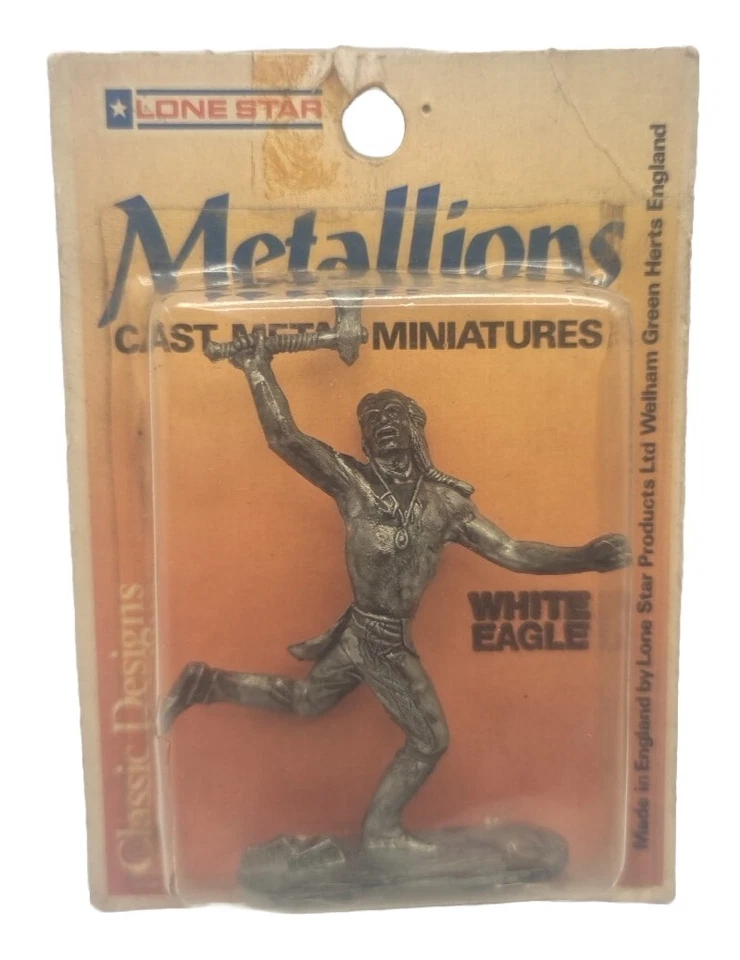 LONE STAR
Metallions
CAST METAL MINIATURES
WHITE
EAGLE
Classic Designs
Made in England by Lone Star Products Ltd Welham Green Herts England